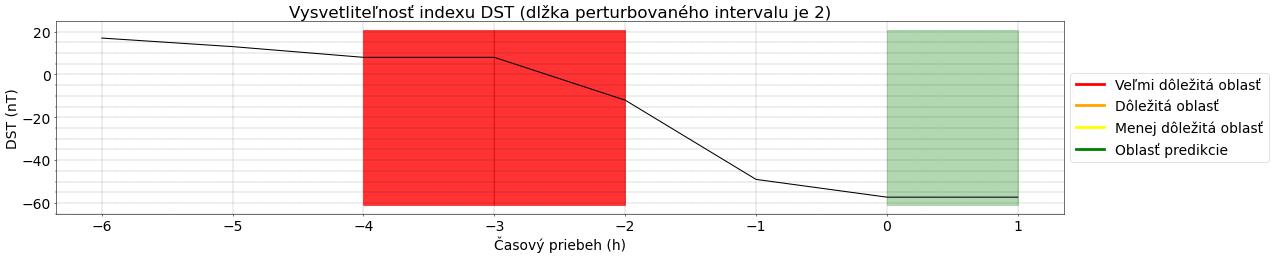 Vysvetliteľnosť indexu DST (dĺžka perturbovaného intervalu je 2)
DST (nT)
20
0
−20
−40
−60
−6 −5 −4 −3 −2 −1 0 1
Časový priebeh (h)
Veľmi dôležitá oblasť
Dôležitá oblasť
Menej dôležitá oblasť
Oblasť predikcie